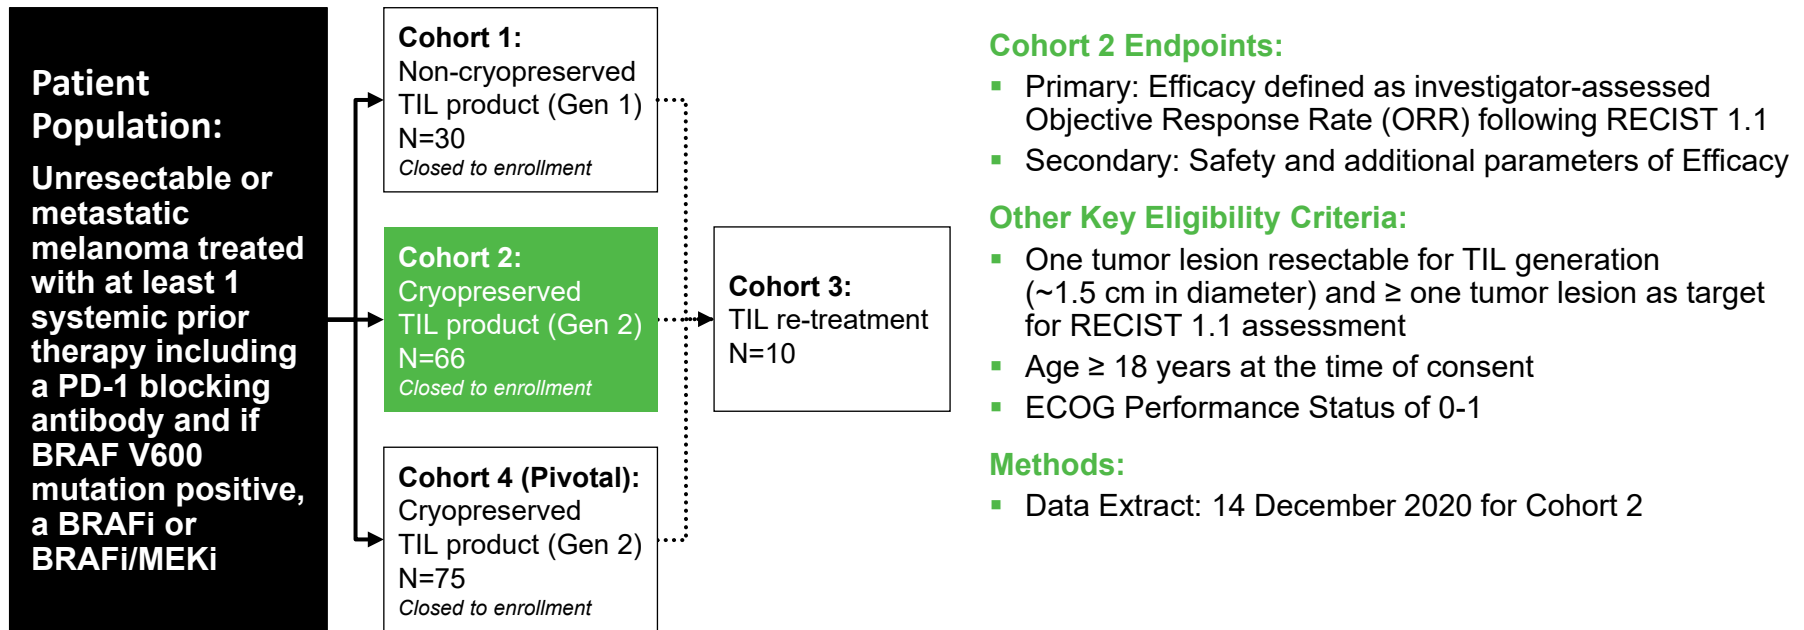 Patient
Population:
Unresectable or
metastatic
melanoma treated
with at least 1
systemic prior
therapy including
a PD-1 blocking
antibody and if
BRAF V600
mutation positive,
a BRAFi or
BRAFi/MEKi
Cohort 1:
Non-cryopreserved
TIL product (Gen 1)
N=30
Closed to enrollment
Cohort 2:
Cryopreserved
TIL product (Gen 2)
N=66
Closed to enrollment
Cohort 4 (Pivotal):
Cryopreserved
TIL product (Gen 2)
N=75
Closed to enrollment
Cohort 3:
TIL re-treatment
N=10
Cohort 2 Endpoints:
▪ Primary: Efficacy defined as investigator-assessed
Objective Response Rate (ORR) following RECIST 1.1
▪ Secondary: Safety and additional parameters of Efficacy
Other Key Eligibility Criteria:
▪ One tumor lesion resectable for TIL generation
(~1.5 cm in diameter) and ≥ one tumor lesion as target
for RECIST 1.1 assessment
▪ Age ≥ 18 years at the time of consent
▪ ECOG Performance Status of 0-1
Methods:
▪ Data Extract: 14 December 2020 for Cohort 2